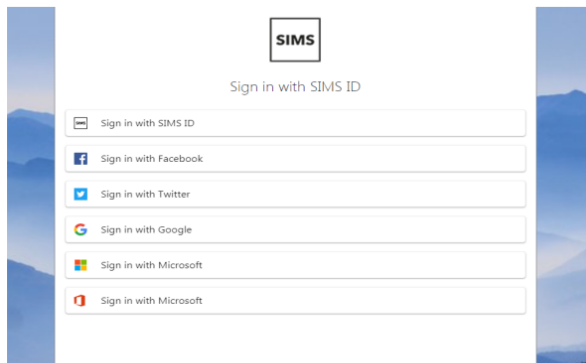 SIMS
Sign in with SIMS ID
SIMS Sign in with SIMS ID
Sign in with Facebook
Sign in with Twitter
Sign in with Google
Sign in with Microsoft
Sign in with Microsoft